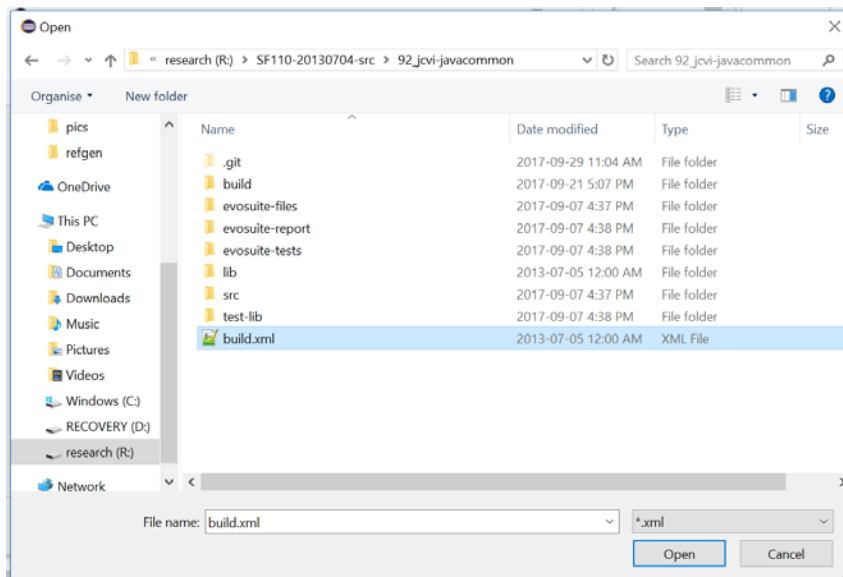 Open
« research (R:) > SF110-20130704-src > 92_jcvi-javacommon
Search 92_jcvi-javacommon
Organise New folder
pics
refgen
OneDrive
This PC
Desktop
Documents
Downloads
Music
Pictures
Videos
Windows (C:)
RECOVERY (D:)
research (R:)
Network
Name Date modified Type Size
.git 2017-09-29 11:04 AM File folder
build 2017-09-21 5:07 PM File folder
evosuite-files 2017-09-07 4:37 PM File folder
evosuite-report 2017-09-07 4:38 PM File folder
evosuite-tests 2017-09-07 4:38 PM File folder
lib 2013-07-05 12:00 AM File folder
src 2017-09-07 4:37 PM File folder
test-lib 2017-09-07 4:38 PM File folder
build.xml 2013-07-05 12:00 AM XML File
File name: build.xml *.xml
Open Cancel